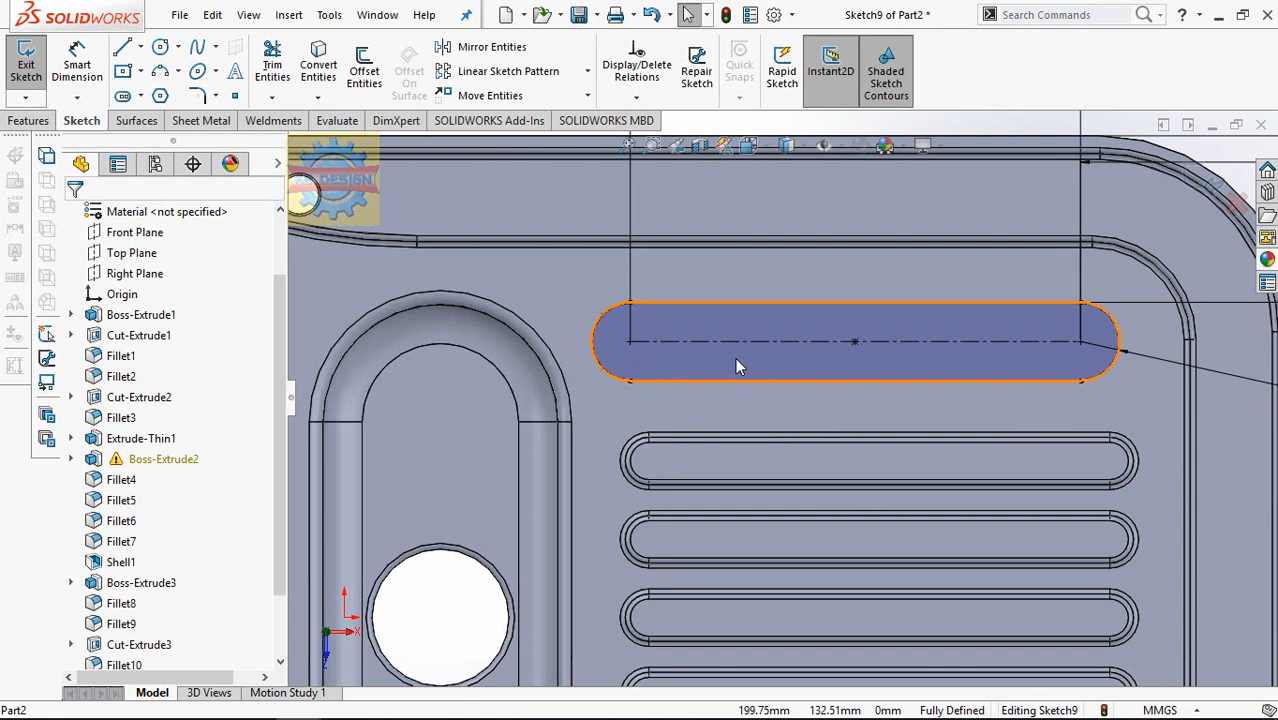 SOLIDWORKS
File
Edit
View
Insert
Tools
Window
Help
Sketch9 of Part2 *
Search Commands
?
Exit Sketch
Smart Dimension
Trim Entities
Convert Entities
Offset Entities
Offset On Surface
Mirror Entities
Linear Sketch Pattern
Move Entities
Display/Delete Relations
Repair Sketch
Quick Snaps
Rapid Sketch
Instant2D
Shaded Sketch Contours
Features
Sketch
Surfaces
Sheet Metal
Weldments
Evaluate
DimXpert
SOLIDWORKS Add-Ins
SOLIDWORKS MBD
DESIGN
Material <not specified>
Front Plane
Top Plane
Right Plane
Origin
Boss-Extrude1
Cut-Extrude1
Fillet1
Fillet2
Cut-Extrude2
Fillet3
Extrude-Thin1
Boss-Extrude2
Fillet4
Fillet5
Fillet6
Fillet7
Shell1
Boss-Extrude3
Fillet8
Fillet9
Cut-Extrude3
Fillet10
X
Model
3D Views
Motion Study 1
Part2
199.75mm
132.51mm
0mm
Fully Defined
Editing Sketch9
MMGS